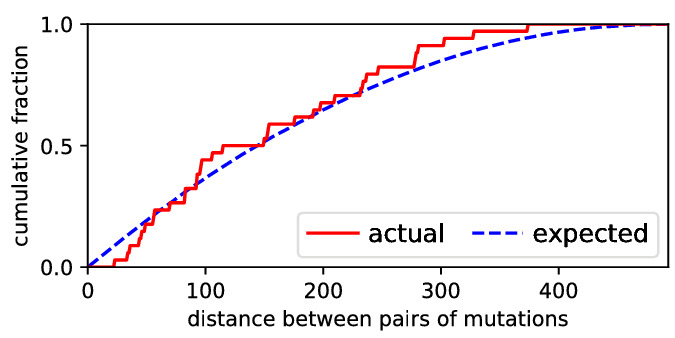 cumulative fraction
1.0
0.5
0.0
actual expected
0 100 200 300 400
distance between pairs of mutations